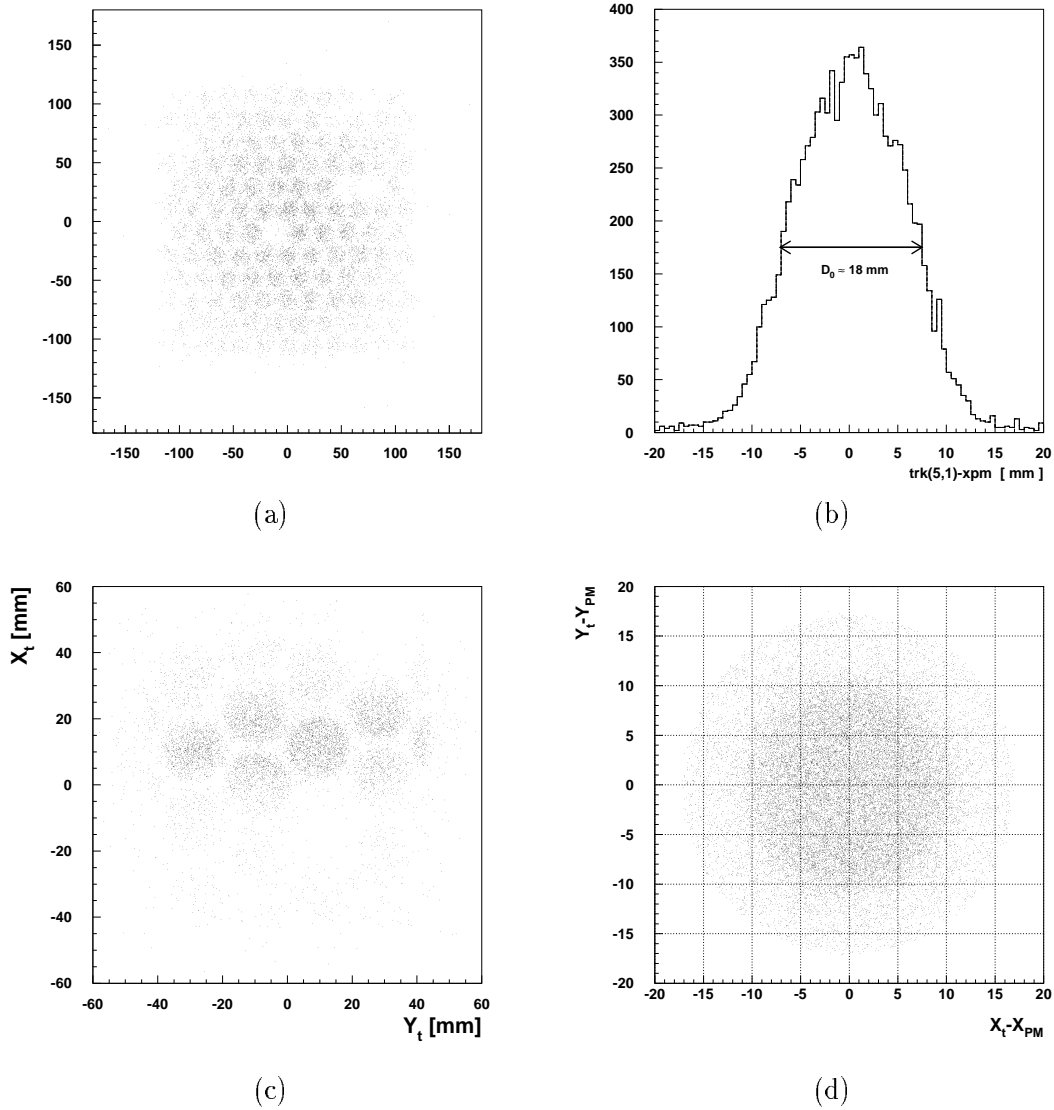 150
100
50
0
-50
-100
-150
-150 -100 -50 0 50 100 150
(a)
400
350
300
250
200
150
100
50
0
D0 ≈ 18 mm
-20 -15 -10 -5 0 5 10 15 20
trk(5,1)-xpm [ mm ]
(b)
Xt [mm]
60
40
20
0
-20
-40
-60
-60 -40 -20 0 20 40 60
Yt [mm]
(c)
Yt-YPM
20
15
10
5
0
-5
-10
-15
-20
-20 -15 -10 -5 0 5 10 15 20
Xt-XPM
(d)